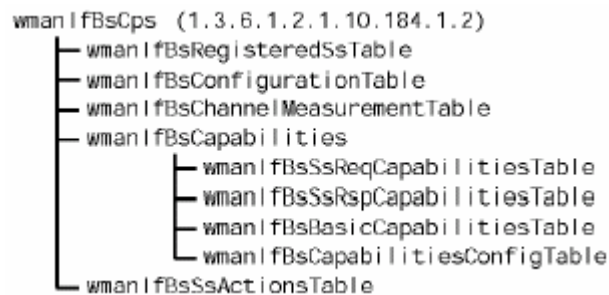 wmanIfBsCps (1.3.6.1.2.1.10.184.1.2)
wmanIfBsRegisteredSsTable
wmanIfBsConfigurationTable
wmanIfBsChannelMeasurementTable
wmanIfBsCapabilities
wmanIfBsSsReqCapabilitiesTable
wmanIfBsSsRspCapabilitiesTable
wmanIfBsBasicCapabilitiesTable
wmanIfBsCapabilitiesConfigTable
wmanIfBsSsActionsTable